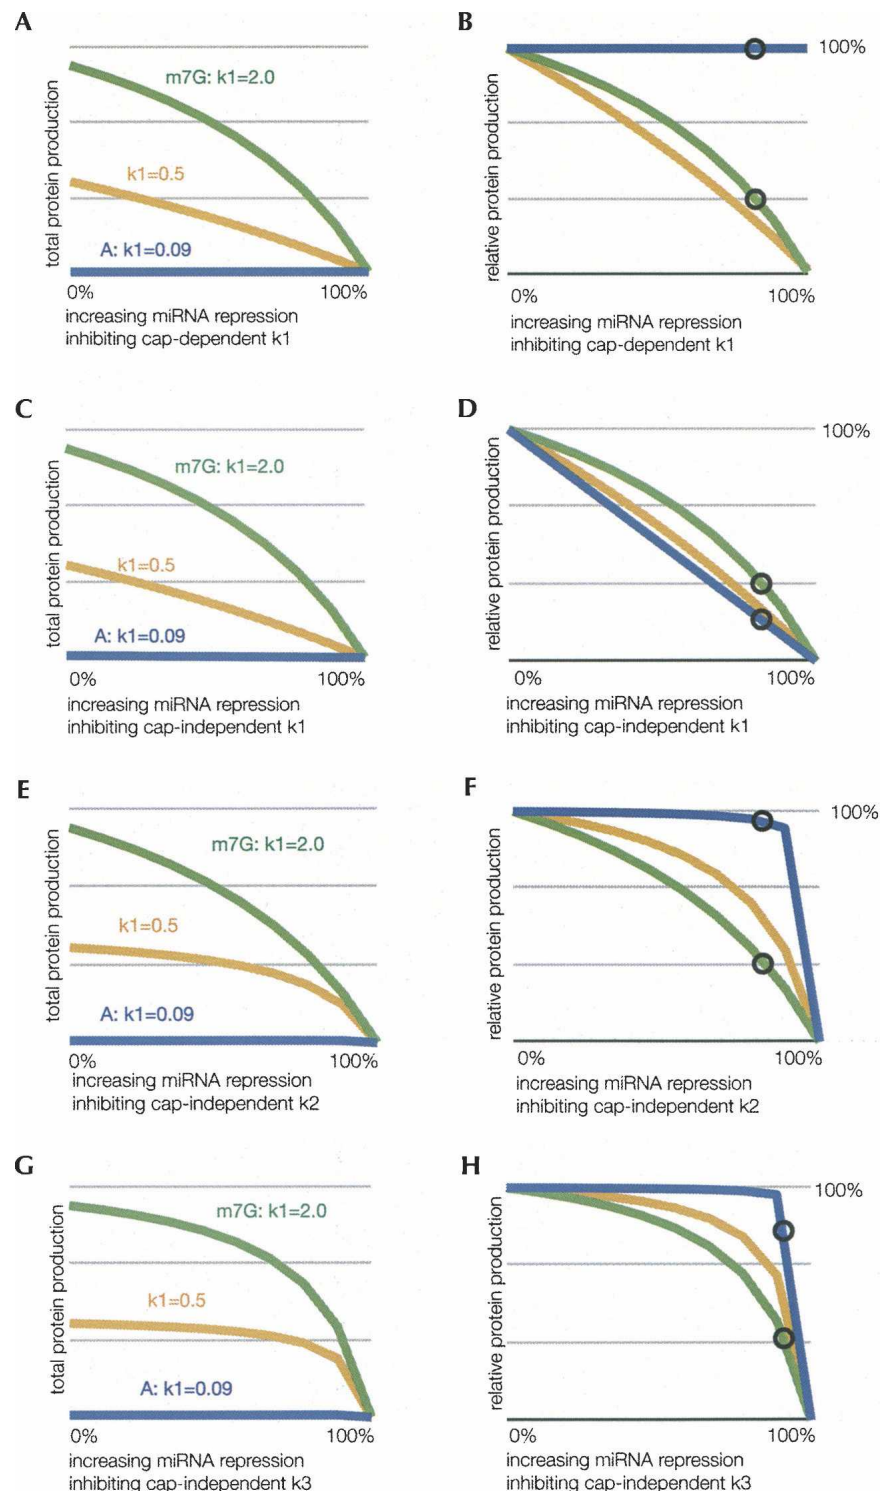 A
total protein production
m7G: k1=2.0
k1=0.5
A: k1=0.09
0%
100%
increasing miRNA repression
inhibiting cap-dependent k1
B
relative protein production
100%
0%
100%
increasing miRNA repression
inhibiting cap-dependent k1
C
total protein production
m7G: k1=2.0
k1=0.5
A: k1=0.09
0%
100%
increasing miRNA repression
inhibiting cap-independent k1
D
relative protein production
100%
0%
100%
increasing miRNA repression
inhibiting cap-independent k1
E
total protein production
m7G: k1=2.0
k1=0.5
A: k1=0.09
0%
100%
increasing miRNA repression
inhibiting cap-independent k2
F
relative protein production
100%
0%
100%
increasing miRNA repression
inhibiting cap-independent k2
G
total protein production
m7G: k1=2.0
k1=0.5
A: k1=0.09
0%
100%
increasing miRNA repression
inhibiting cap-independent k3
H
relative protein production
100%
0%
100%
increasing miRNA repression
inhibiting cap-independent k3